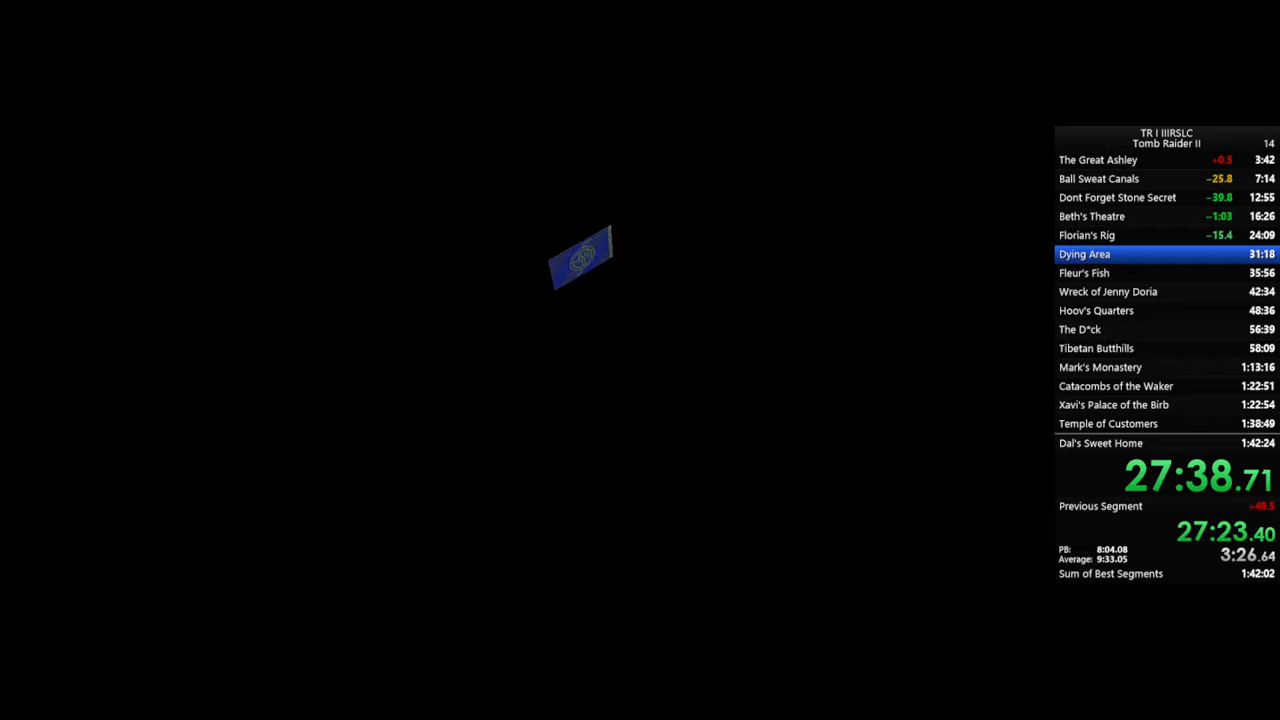 TR I IIIRSLC
Tomb Raider II 14
The Great Ashley +0.5 3:42
Ball Sweat Canals −25.8 7:14
Dont Forget Stone Secret −39.8 12:55
Beth's Theatre −1:03 16:26
Florian's Rig −15.4 24:09
Dying Area 31:18
Fleur's Fish 35:56
Wreck of Jenny Doria 42:34
Hoov's Quarters 48:36
The D*ck 56:39
Tibetan Butthills 58:09
Mark's Monastery 1:13:16
Catacombs of the Waker 1:22:51
Xavi's Palace of the Birb 1:22:54
Temple of Customers 1:38:49
Dal's Sweet Home 1:42:24
27:38.71
Previous Segment +49.5
27:23.40
PB: 8:04.08
Average: 9:33.05
3:26.64
Sum of Best Segments 1:42:02